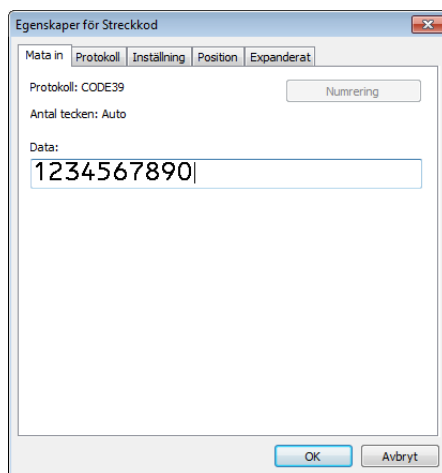 Egenskaper för Streckkod
Mata in Protokoll Inställning Position Expanderat
Protokoll: CODE39 Numrering
Antal tecken: Auto
Data:
1234567890
OK Avbryt